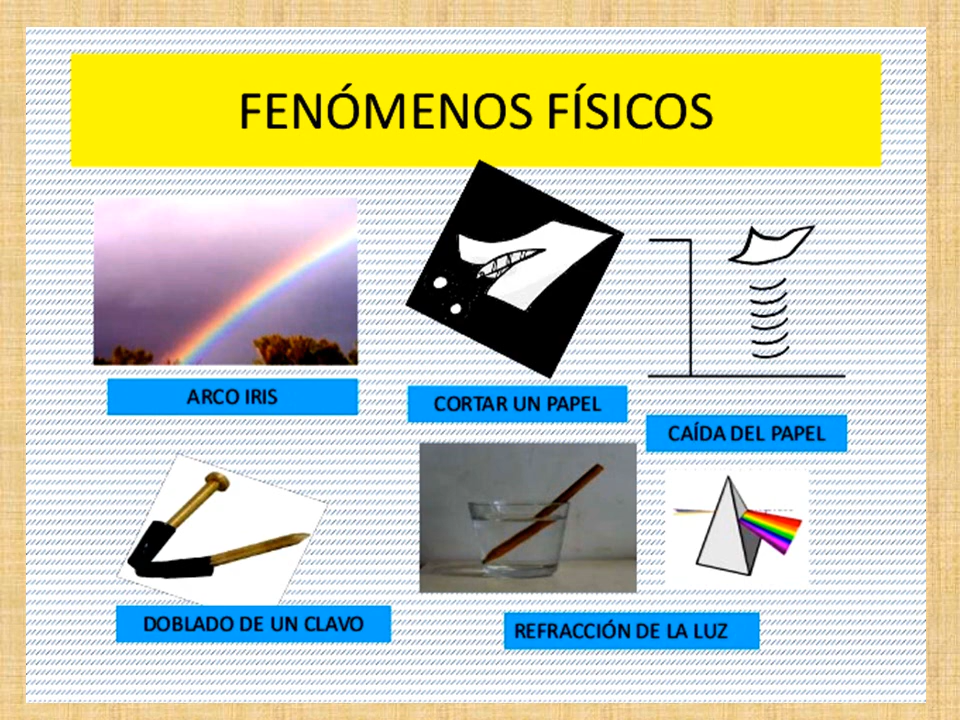 FENÓMENOS FÍSICOS
ARCO IRIS
CORTAR UN PAPEL
CAÍDA DEL PAPEL
DOBLADO DE UN CLAVO
REFRACCIÓN DE LA LUZ